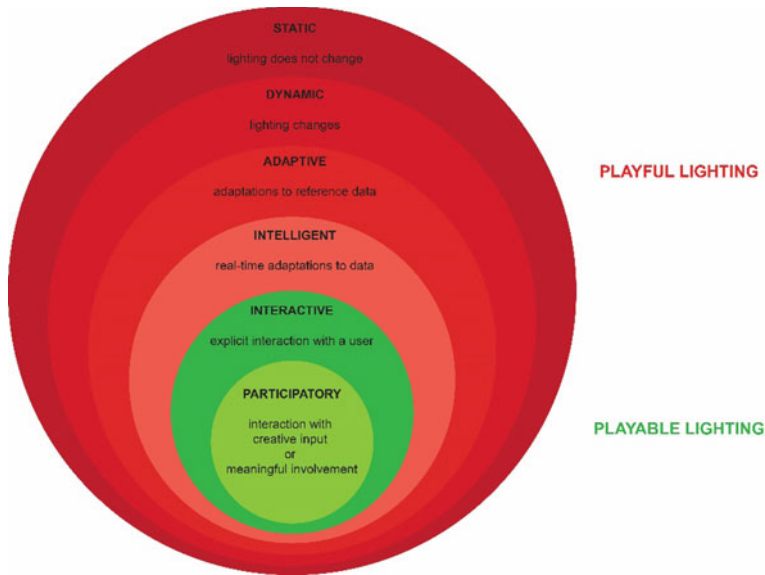 STATIC
lighting does not change
DYNAMIC
lighting changes
ADAPTIVE
adaptations to reference data
PLAYFUL LIGHTING
INTELLIGENT
real-time adaptations to data
INTERACTIVE
explicit interaction with a user
PARTICIPATORY
interaction with
creative input
or
meaningful involvement
PLAYABLE LIGHTING